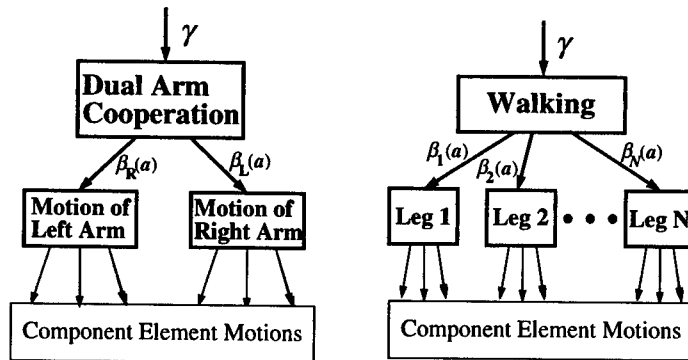 γ
Dual Arm
Cooperation
β_R(a)
β_L(a)
Motion of
Left Arm
Motion of
Right Arm
Component Element Motions
γ
Walking
β_1(a)
β_2(a)
β_N(a)
Leg 1
Leg 2
• • •
Leg N
Component Element Motions